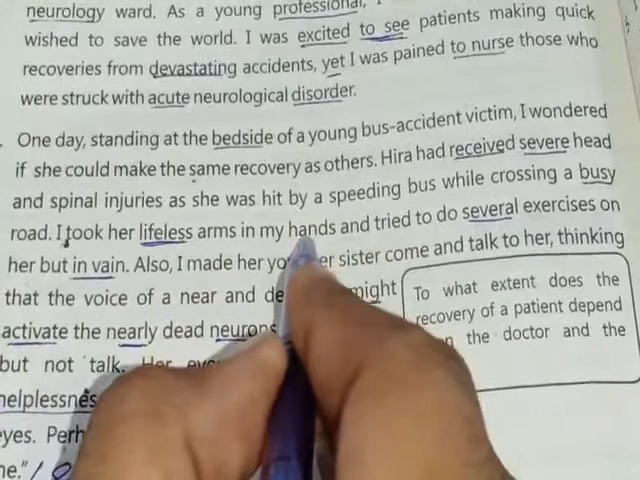 neurology ward. As a young professional, I
wished to save the world. I was excited to see patients making quick
recoveries from devastating accidents, yet I was pained to nurse those who
were struck with acute neurological disorder.
One day, standing at the bedside of a young bus-accident victim, I wondered
if she could make the same recovery as others. Hira had received severe head
and spinal injuries as she was hit by a speeding bus while crossing a busy
road. I took her lifeless arms in my hands and tried to do several exercises on
her but in vain. Also, I made her sister come and talk to her, thinking
that the voice of a near and might
activate the nearly dead neurons
but not talk. Her
helplessness
eyes.
me."
To what extent does the
recovery of a patient depend
the doctor and the